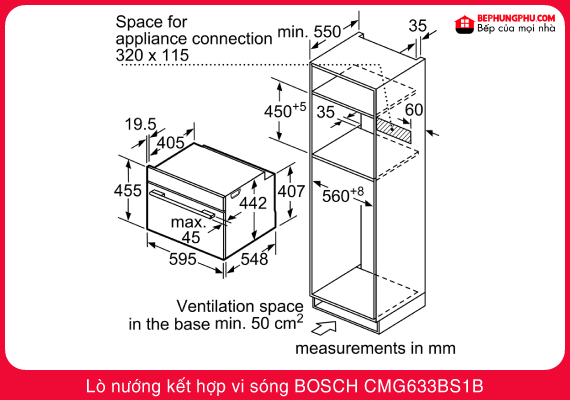 Space for
appliance connection
320 x 115
min. 550
35
BEPHUNGPHU.COM
Bếp của mọi nhà
450+5
35
60
19.5
405
455
442
407
560+8
max.
45
595
548
Ventilation space
in the base min. 50 cm²
measurements in mm
Lò nướng kết hợp vi sóng BOSCH CMG633BS1B